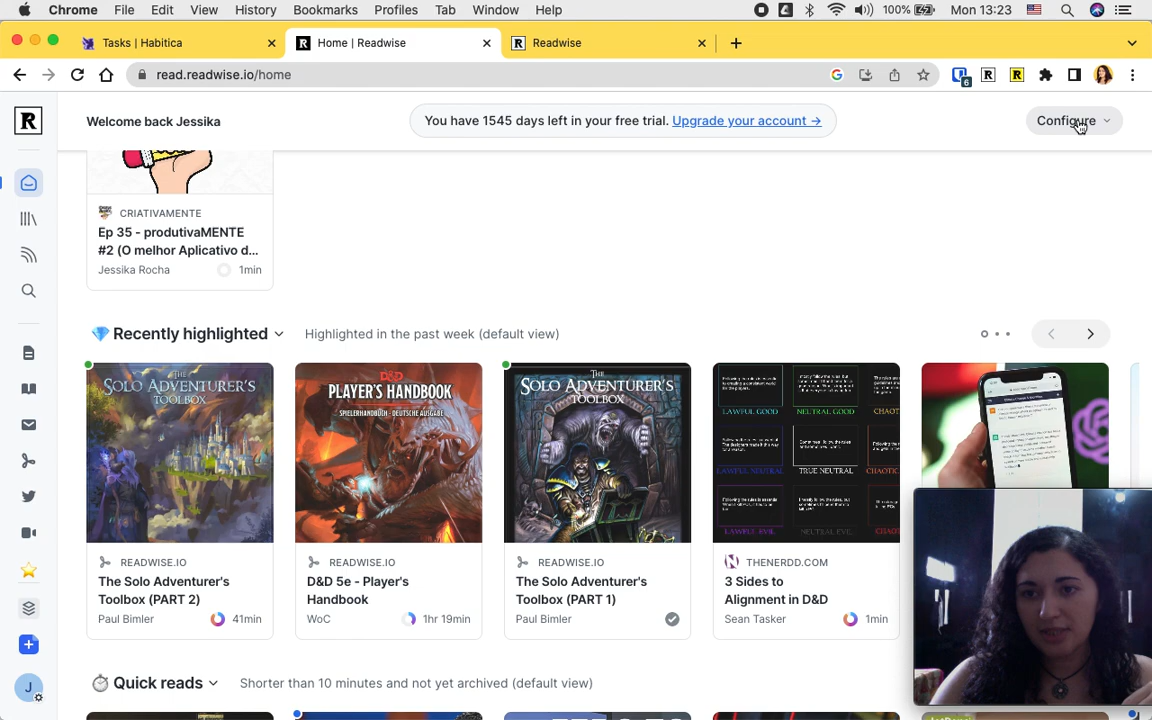 Chrome File Edit View History Bookmarks Profiles Tab Window Help 100% Mon 13:23
Tasks | Habitica Home | Readwise Readwise
read.readwise.io/home
6
Welcome back Jessika
You have 1545 days left in your free trial. Upgrade your account →
Configure
CRIATIVAMENTE
Ep 35 - produtivaMENTE
#2 (O melhor Aplicativo d...
Jessika Rocha 1min
Recently highlighted Highlighted in the past week (default view)
THE
SOLO ADVENTURER'S
TOOLBOX
READWISE.IO
The Solo Adventurer's
Toolbox (PART 2)
Paul Bimler 41min
D&D
PLAYER'S
HANDBOOK
SPIELERHANDBUCH - DEUTSCHE AUSGABE
READWISE.IO
D&D 5e - Player's
Handbook
WoC 1hr 19min
THE
SOLO ADVENTURER'S
TOOLBOX
READWISE.IO
The Solo Adventurer's
Toolbox (PART 1)
Paul Bimler
LAWFUL GOOD NEUTRAL GOOD CHAOT
LAWFUL NEUTRAL TRUE NEUTRAL CHAOTIC
LAWFUL EVIL NEUTRAL EVIL
THENERDD.COM
3 Sides to
Alignment in D&D
Sean Tasker 1min
Quick reads Shorter than 10 minutes and not yet archived (default view)
J